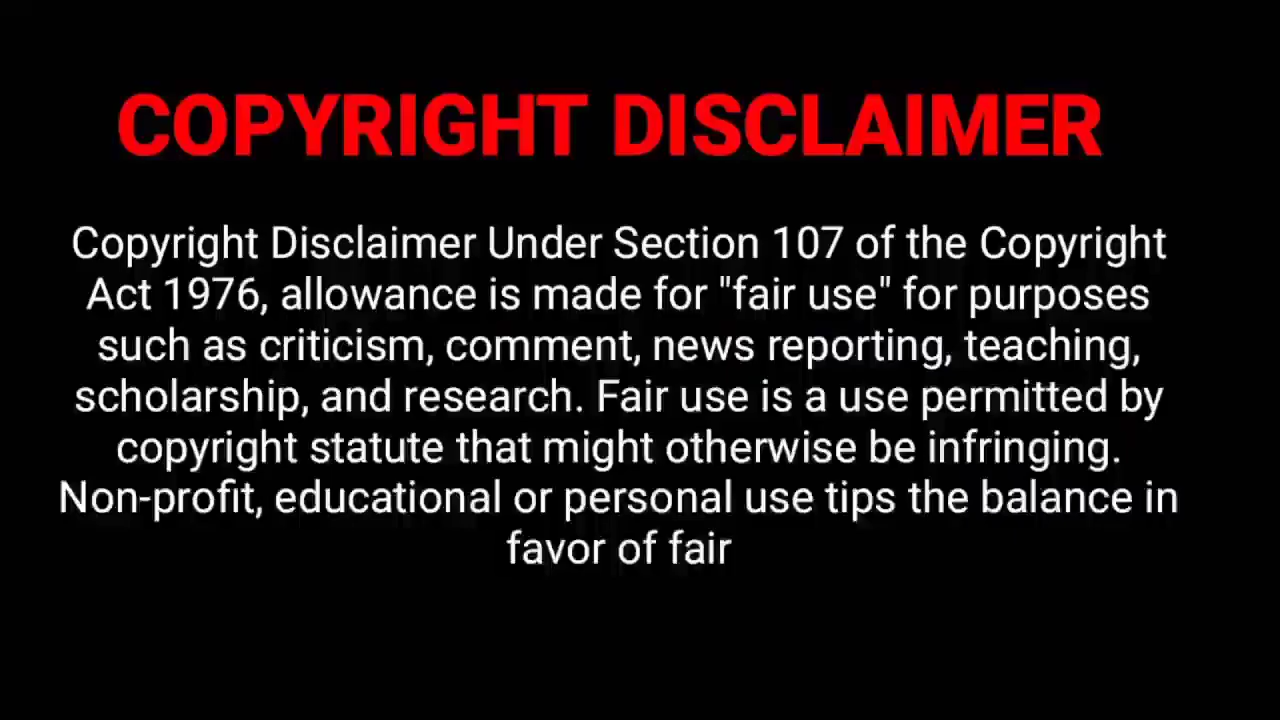 COPYRIGHT DISCLAIMER
Copyright Disclaimer Under Section 107 of the Copyright
Act 1976, allowance is made for "fair use" for purposes
such as criticism, comment, news reporting, teaching,
scholarship, and research. Fair use is a use permitted by
copyright statute that might otherwise be infringing.
Non-profit, educational or personal use tips the balance in
favor of fair